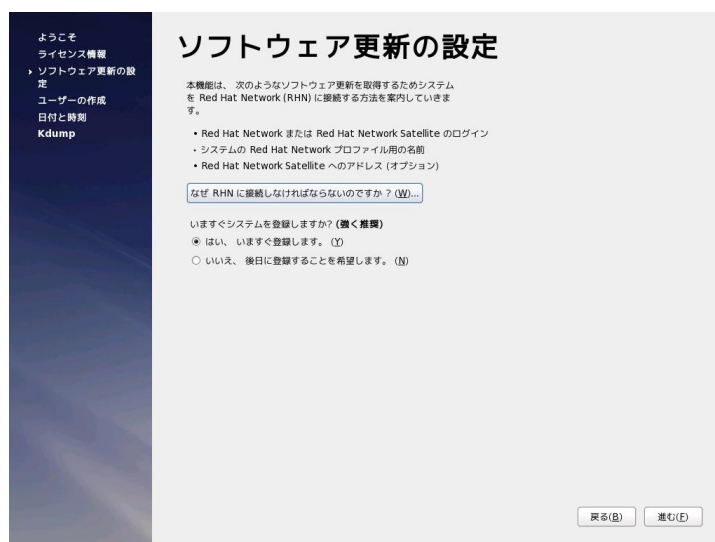 ようこそ
ライセンス情報
› ソフトウェア更新の設
定
ユーザーの作成
日付と時刻
Kdump
ソフトウェア更新の設定
本機能は、 次のようなソフトウェア更新を取得するためシステム
を Red Hat Network (RHN) に接続する方法を案内していきま
す。
• Red Hat Network または Red Hat Network Satellite のログイン
• システムの Red Hat Network プロファイル用の名前
• Red Hat Network Satellite へのアドレス (オプション)
なぜ RHN に接続しなければならないのですか ? (W)...
いますぐシステムを登録しますか? (強く推奨)
はい、 いますぐ登録します。 (Y)
いいえ、 後日に登録することを希望します。 (N)
戻る(B)
進む(F)